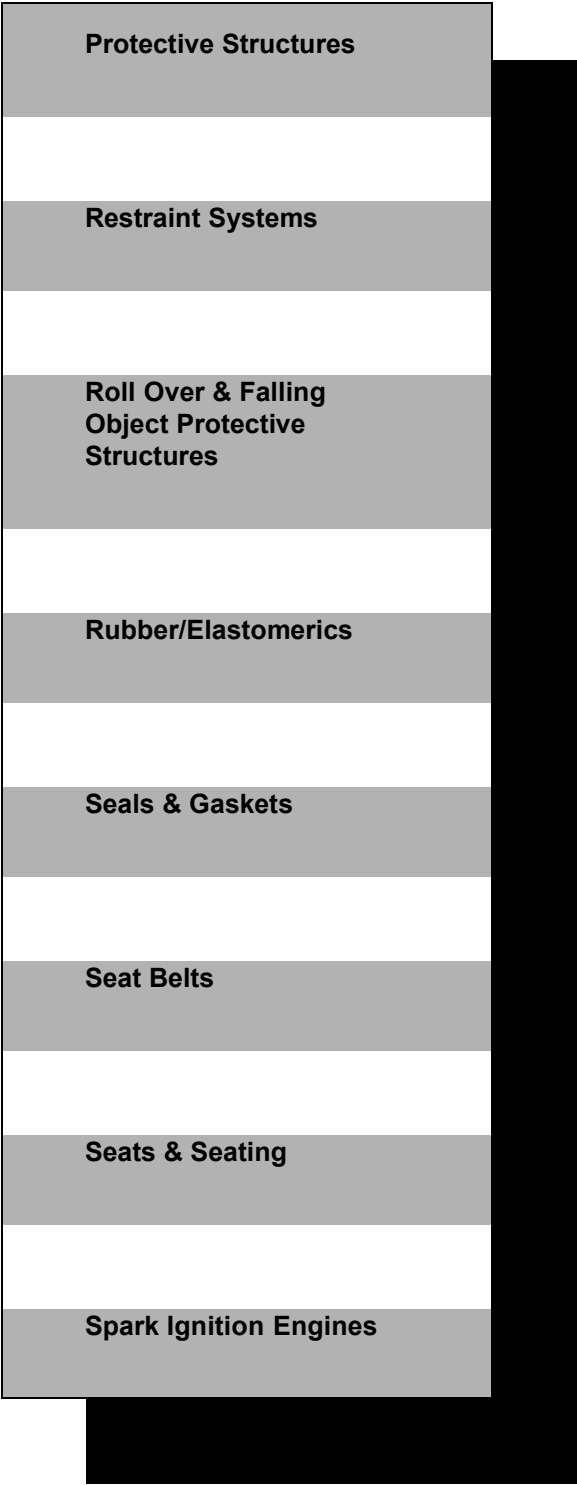 Protective Structures
Restraint Systems
Roll Over & Falling
Object Protective
Structures
Rubber/Elastomerics
Seals & Gaskets
Seat Belts
Seats & Seating
Spark Ignition Engines